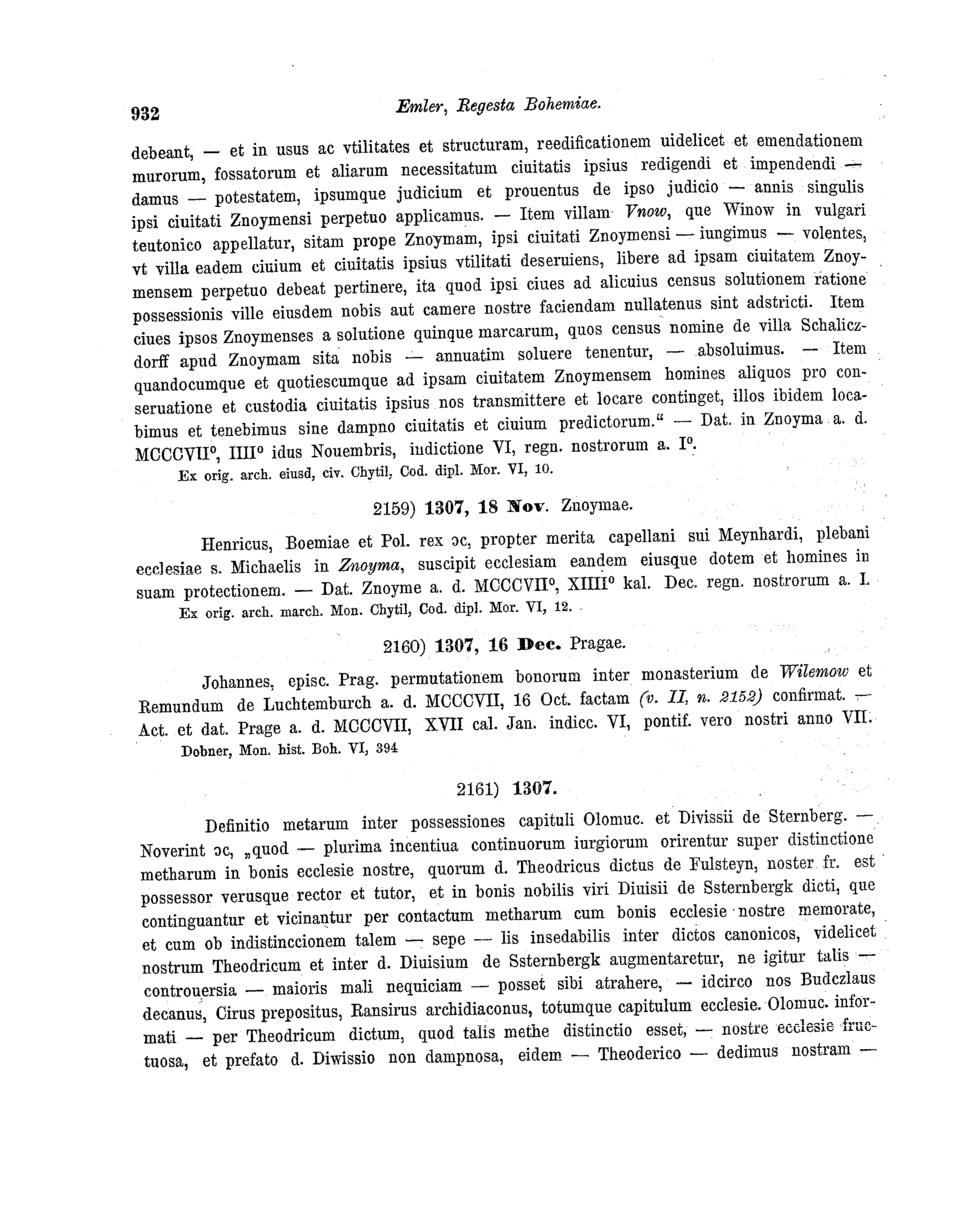 932
Emler, Regesta Bohemiae.
debeant, — et in usus ac vtilitates et structuram, reedificationem uidelicet et emendationem
murorum, fossatorum et aliarum necessitatum ciuitatis ipsius redigendi et impendendi —
damus — potestatem, ipsumque judicium et prouentus de ipso judicio — annis singulis
ipsi ciuitati Znoymensi perpetuo applicamus. — Item villam Vnow, que Winow in vulgari
teutonico appellatur, sitam prope Znoymam, ipsi ciuitati Znoymensi — iungimus — volentes,
vt villa eadem ciuium et ciuitatis ipsius vtilitati deseruiens, libere ad ipsam ciuitatem Znoy-
mensem perpetuo debeat pertinere, ita quod ipsi ciues ad alicuius census solutionem ratione
possessionis ville eiusdem nobis aut camere nostre faciendam nullatenus sint adstricti. Item
ciues ipsos Znoymenses a solutione quinque marcarum, quos census nomine de villa Schalicz-
dorff apud Znoymam sita nobis — annuatim soluere tenentur, — absoluimus. — Item
quandocumque et quotiescumque ad ipsam ciuitatem Znoymensem homines aliquos pro con-
seruatione et custodia ciuitatis ipsius nos transmittere et locare continget, illos ibidem loca-
bimus et tenebimus sine dampno ciuitatis et ciuium predictorum.“ — Dat. in Znoyma a. d.
MCCCVII⁰, IIII⁰ idus Nouembris, indictione VI, regn. nostrorum a. I⁰.
Ex orig. arch. eiusd, civ. Chytil, Cod. dipl. Mor. VI, 10.
2159) 1307, 18 Nov. Znoymae.
Henricus, Boemiae et Pol. rex ɔc, propter merita capellani sui Meynhardi, plebani
ecclesiae s. Michaelis in Znoyma, suscipit ecclesiam eandem eiusque dotem et homines in
suam protectionem. — Dat. Znoyme a. d. MCCCVII⁰, XIIII⁰ kal. Dec. regn. nostrorum a. I.
Ex orig. arch. march. Mon. Chytil, Cod. dipl. Mor. VI, 12.
2160) 1307, 16 Dec. Pragae.
Johannes, episc. Prag. permutationem bonorum inter monasterium de Wilemow et
Remundum de Luchtemburch a. d. MCCCVII, 16 Oct. factam (v. II, n. 2152) confirmat. —
Act. et dat. Prage a. d. MCCCVII, XVII cal. Jan. indicc. VI, pontif. vero nostri anno VII.
Dobner, Mon. hist. Boh. VI, 394
2161) 1307.
Definitio metarum inter possessiones capituli Olomuc. et Divissii de Sternberg. —
Noverint ɔc, „quod — plurima incentiua continuorum iurgiorum orirentur super distinctione
metharum in bonis ecclesie nostre, quorum d. Theodricus dictus de Fulsteyn, noster fr. est
possessor verusque rector et tutor, et in bonis nobilis viri Diuisii de Ssternbergk dicti, que
continguantur et vicinantur per contactum metharum cum bonis ecclesie nostre memorate,
et cum ob indistinccionem talem — sepe — lis insedabilis inter dictos canonicos, videlicet
nostrum Theodricum et inter d. Diuisium de Ssternbergk augmentaretur, ne igitur talis —
controuersia — maioris mali nequiciam — posset sibi atrahere, — idcirco nos Budczlaus
decanus, Cirus prepositus, Ransirus archidiaconus, totumque capitulum ecclesie. Olomuc. infor-
mati — per Theodricum dictum, quod talis methe distinctio esset, — nostre ecclesie fruc-
tuosa, et prefato d. Diwissio non dampnosa, eidem — Theoderico — dedimus nostram —